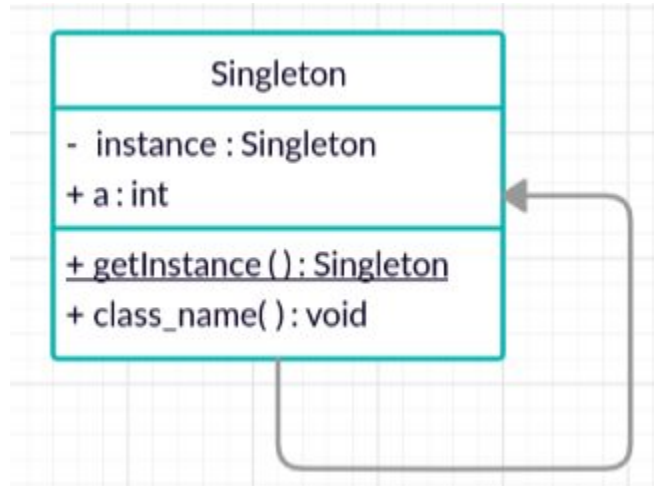 Singleton
- instance : Singleton
+ a : int
+ getInstance ( ) : Singleton
+ class_name( ) : void